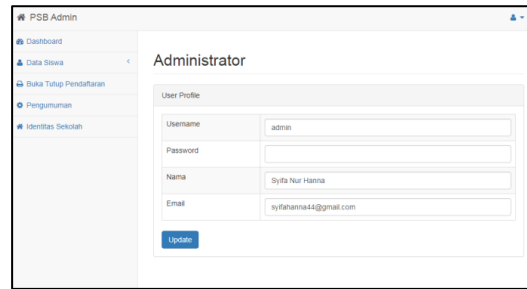 PSB Admin
Dashboard
Data Siswa
Buka Tutup Pendaftaran
Pengumuman
Identitas Sekolah
Administrator
User Profile
Username
admin
Password
Nama
Syifa Nur Hanna
Email
syifahanna44@gmail.com
Update